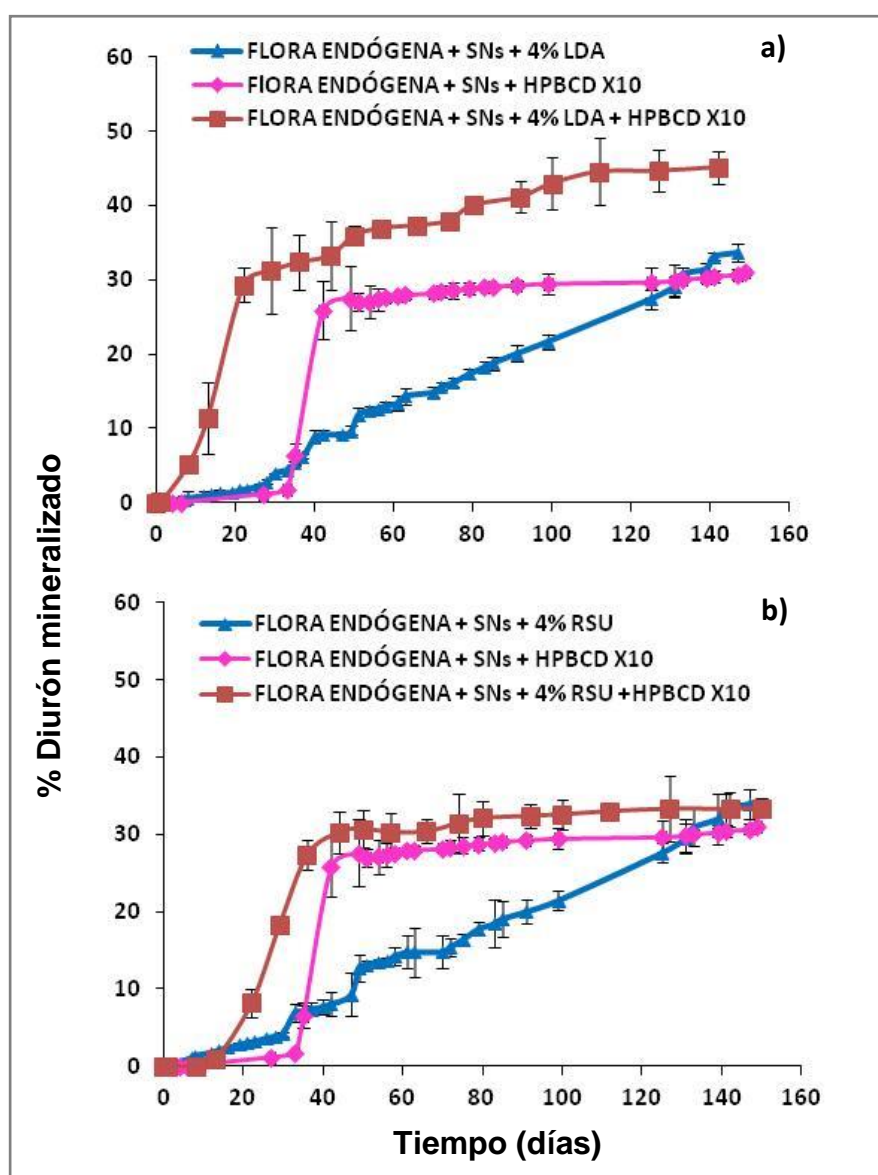 a)
FLORA ENDÓGENA + SNs + 4% LDA
FlORA ENDÓGENA + SNs + HPBCD X10
FLORA ENDÓGENA + SNs + 4% LDA + HPBCD X10
60
50
40
30
20
10
0
0 20 40 60 80 100 120 140 160
b)
FLORA ENDÓGENA + SNs + 4% RSU
FLORA ENDÓGENA + SNs + HPBCD X10
FLORA ENDÓGENA + SNs + 4% RSU +HPBCD X10
60
50
40
30
20
10
0
0 20 40 60 80 100 120 140 160
% Diurón mineralizado
Tiempo (días)